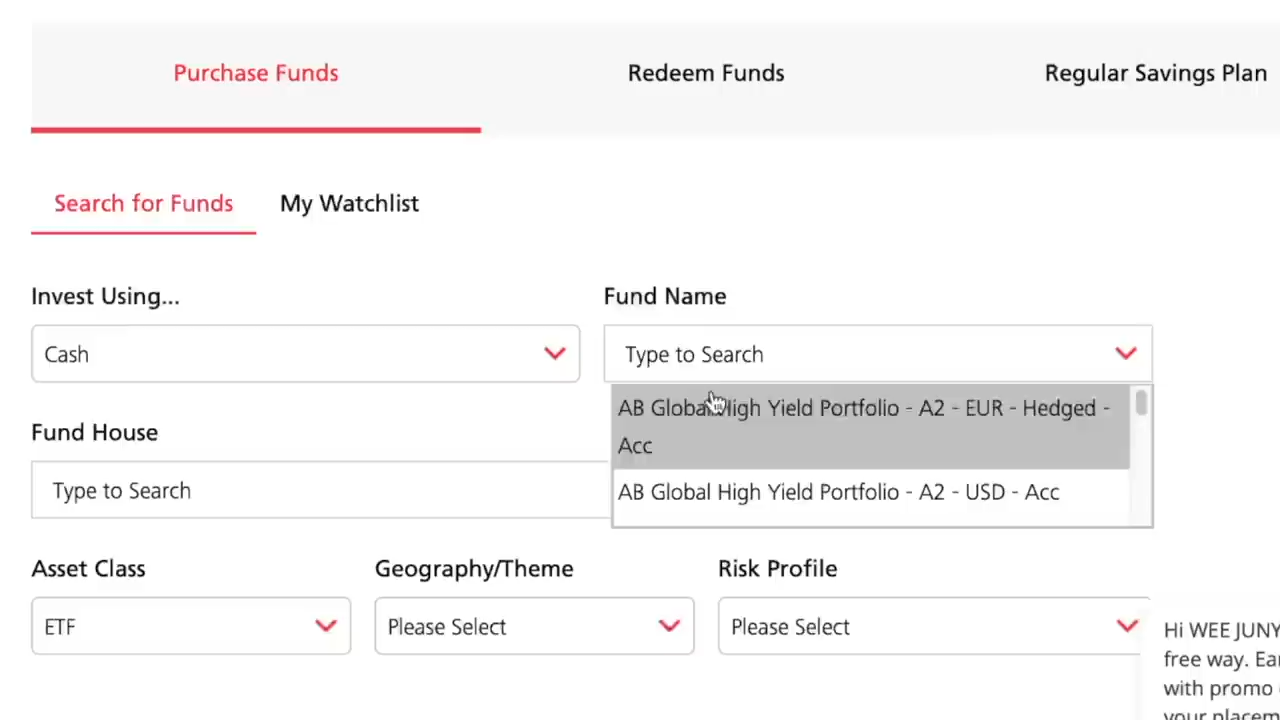 Purchase Funds
Redeem Funds
Regular Savings Plan
Search for Funds
My Watchlist
Invest Using...
Fund Name
Cash
Type to Search
AB Global High Yield Portfolio - A2 - EUR - Hedged -
Acc
AB Global High Yield Portfolio - A2 - USD - Acc
Fund House
Type to Search
Asset Class
Geography/Theme
Risk Profile
ETF
Please Select
Please Select
Hi WEE JUNY
free way. Ea
with promo
your placem